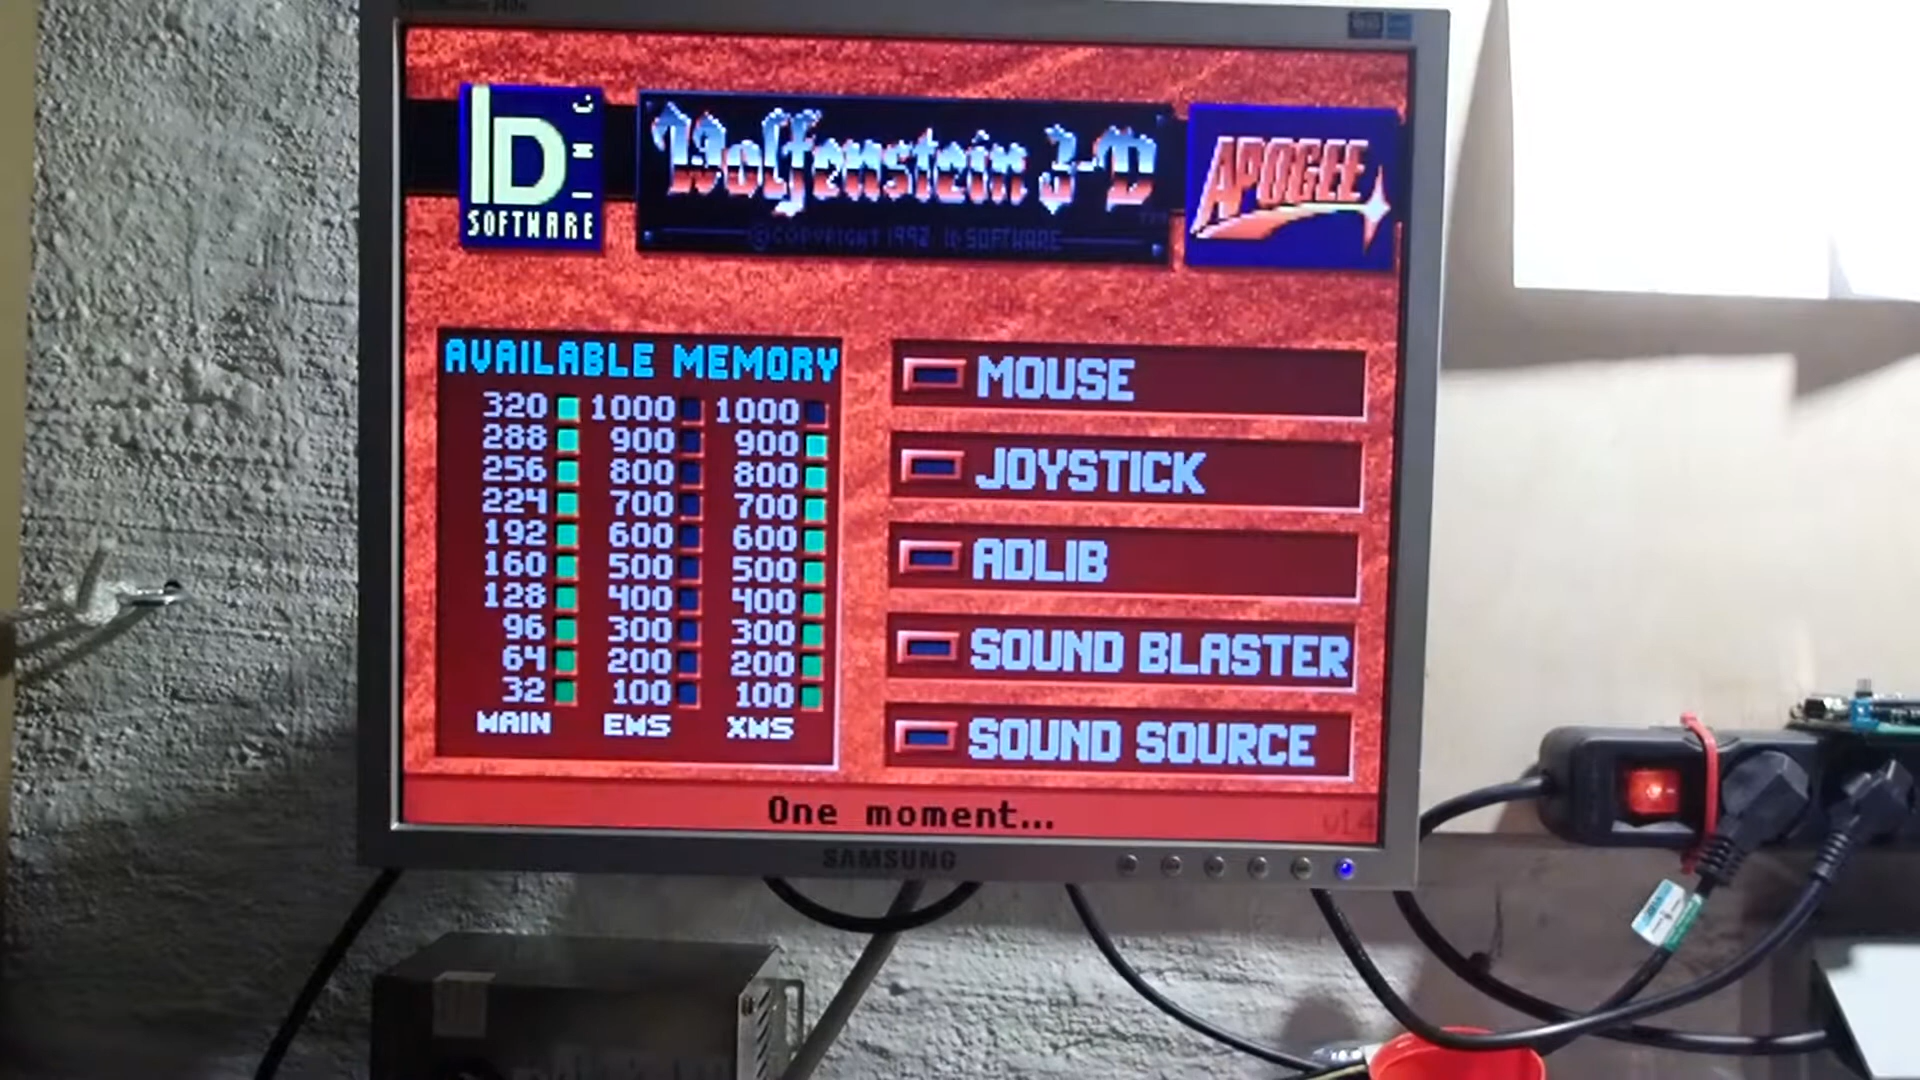 ID
INC
SOFTWARE
Wolfenstein 3-D
©COPYRIGHT 1992 ID SOFTWARE
APOGEE
AVAILABLE MEMORY
320 1000 1000
288 900 900
256 800 800
224 700 700
192 600 600
160 500 500
128 400 400
96 300 300
64 200 200
32 100 100
MAIN EMS XMS
MOUSE
JOYSTICK
ADLIB
SOUND BLASTER
SOUND SOURCE
One moment...
v1.4
SAMSUNG